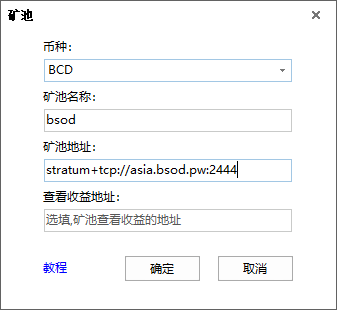 矿池
币种：
BCD
矿池名称：
bsod
矿池地址：
stratum+tcp://asia.bsod.pw:2444
查看收益地址：
选填,矿池查看收益的地址
教程
确定
取消